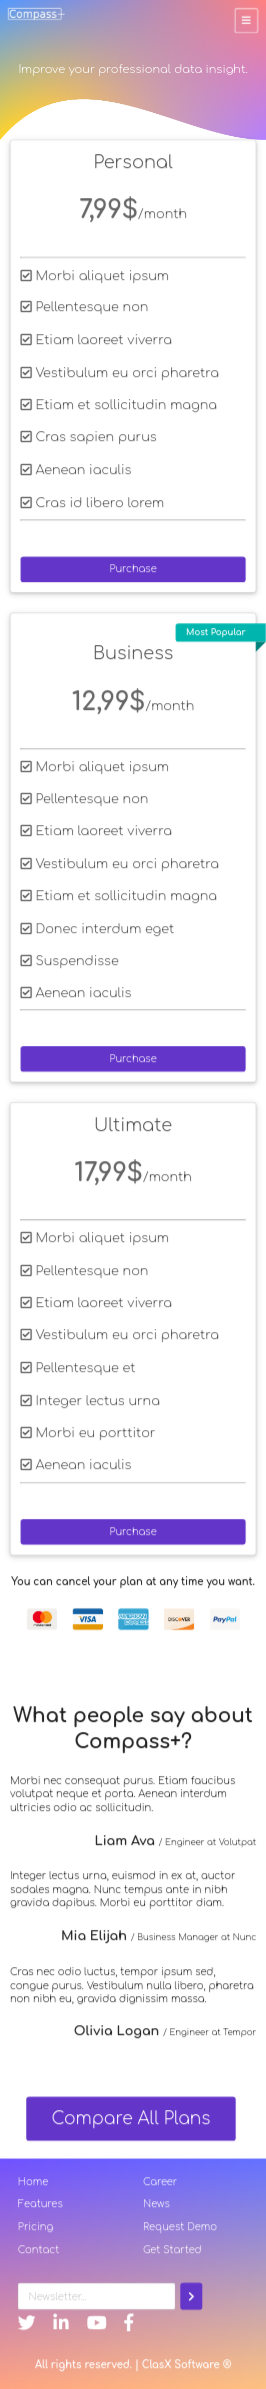 Compass+
Improve your professional data insight.
Personal
7,99$/month
Morbi aliquet ipsum
Pellentesque non
Etiam laoreet viverra
Vestibulum eu orci pharetra
Etiam et sollicitudin magna
Cras sapien purus
Aenean iaculis
Cras id libero lorem
Purchase
Most Popular
Business
12,99$/month
Morbi aliquet ipsum
Pellentesque non
Etiam laoreet viverra
Vestibulum eu orci pharetra
Etiam et sollicitudin magna
Donec interdum eget
Suspendisse
Aenean iaculis
Purchase
Ultimate
17,99$/month
Morbi aliquet ipsum
Pellentesque non
Etiam laoreet viverra
Vestibulum eu orci pharetra
Pellentesque et
Integer lectus urna
Morbi eu porttitor
Aenean iaculis
Purchase
You can cancel your plan at any time you want.
VISA AMERICAN EXPRESS DISCOVER PayPal
What people say about
Compass+?
Morbi nec consequat purus. Etiam faucibus
volutpat neque et porta. Aenean interdum
ultricies odio ac sollicitudin.
Liam Ava / Engineer at Volutpat
Integer lectus urna, euismod in ex at, auctor
sodales magna. Nunc tempus ante in nibh
gravida dapibus. Morbi eu porttitor diam.
Mia Elijah / Business Manager at Nunc
Cras nec odio luctus, tempor ipsum sed,
congue purus. Vestibulum nulla libero, pharetra
non nibh eu, gravida dignissim massa.
Olivia Logan / Engineer at Tempor
Compare All Plans
Home
Features
Pricing
Contact
Career
News
Request Demo
Get Started
Newsletter...
All rights reserved. | ClasX Software ®